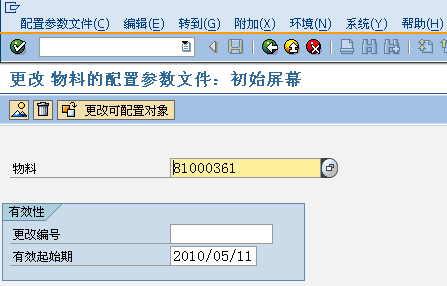 配置参数文件(C) 编辑(E) 转到(G) 附加(X) 环境(N) 系统(Y) 帮助(H)
更改 物料的配置参数文件: 初始屏幕
更改可配置对象
物料 81000361
有效性
更改编号
有效起始期 2010/05/11